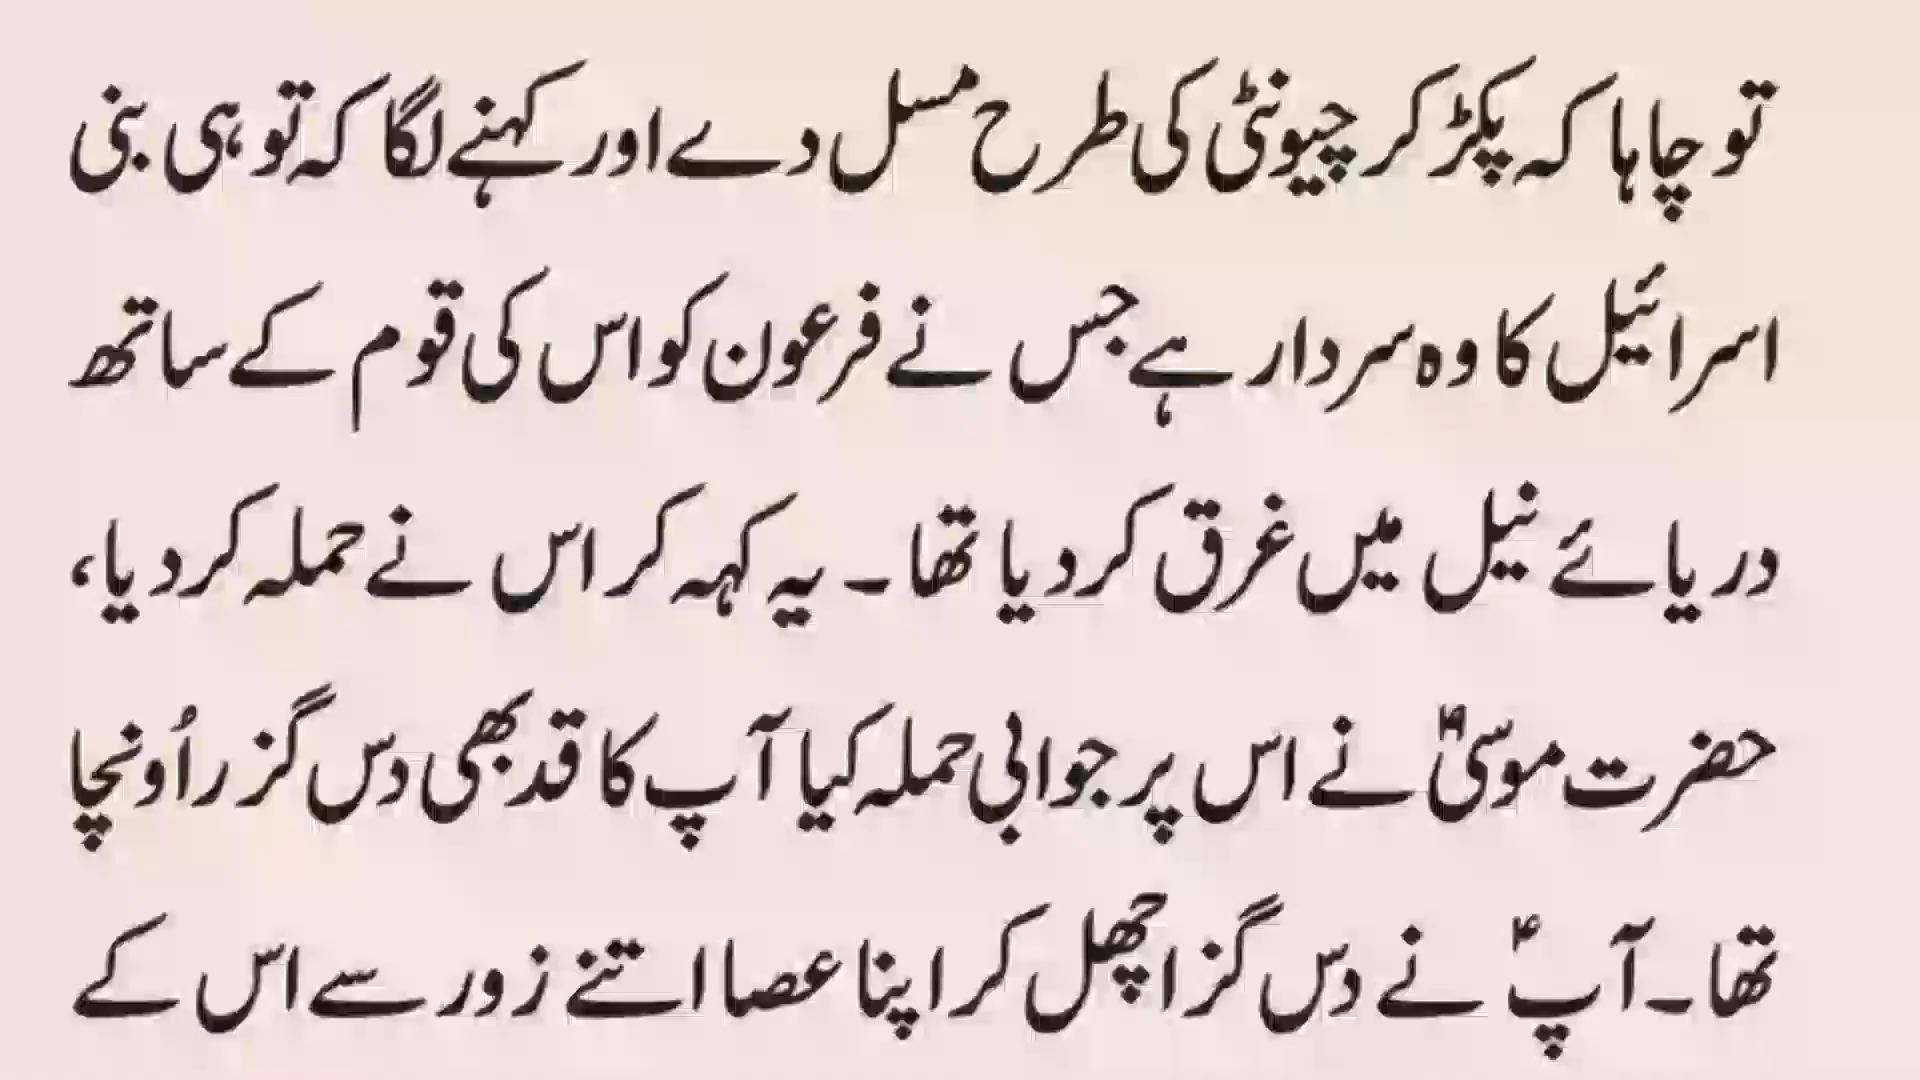 تو چاہا کہ پکڑ کر چیونٹی کی طرح مسل دے اور کہنے لگا کہ تو ہی بنی
اسرائیل کا وہ سردار ہے جس نے فرعون کو اس کی قوم کے ساتھ
دریائے نیل میں غرق کر دیا تھا ۔ یہ کہہ کر اس نے حملہ کر دیا،
حضرت موسیٰؑ نے اس پر جوابی حملہ کیا آپ کا قد بھی دس گز راُونچا
تھا ۔ آپؑ نے دس گز اچھل کر اپنا عصا اتنے زور سے اس کے